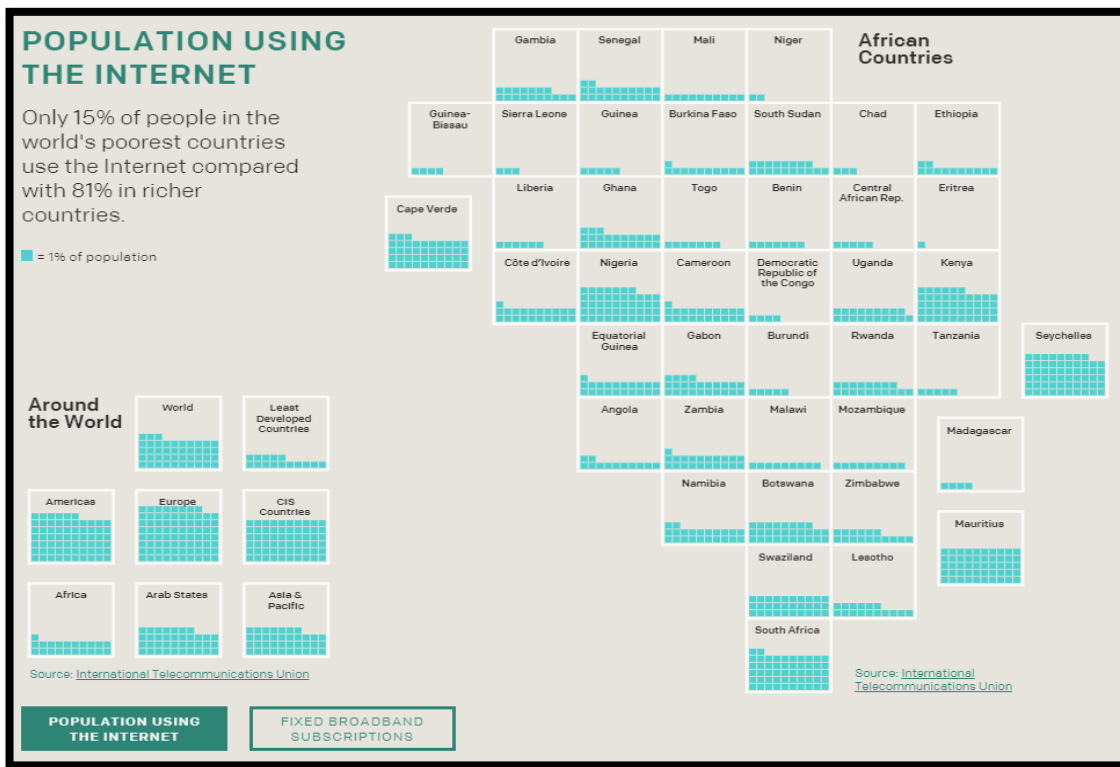 POPULATION USING
THE INTERNET
Only 15% of people in the
world's poorest countries
use the Internet compared
with 81% in richer
countries.
= 1% of population
African
Countries
Gambia
Senegal
Mali
Niger
Guinea-
Bissau
Sierra Leone
Guinea
Burkina Faso
South Sudan
Chad
Ethiopia
Cape Verde
Liberia
Ghana
Togo
Benin
Central
African Rep.
Eritrea
Côte d'Ivoire
Nigeria
Cameroon
Democratic
Republic of
the Congo
Uganda
Kenya
Equatorial
Guinea
Gabon
Burundi
Rwanda
Tanzania
Seychelles
Angola
Zambia
Malawi
Mozambique
Madagascar
Namibia
Botswana
Zimbabwe
Mauritius
Swaziland
Lesotho
South Africa
Source: International
Telecommunications Union
Around
the World
World
Least
Developed
Countries
Americas
Europe
CIS
Countries
Africa
Arab States
Asia &
Pacific
Source: International Telecommunications Union
POPULATION USING
THE INTERNET
FIXED BROADBAND
SUBSCRIPTIONS